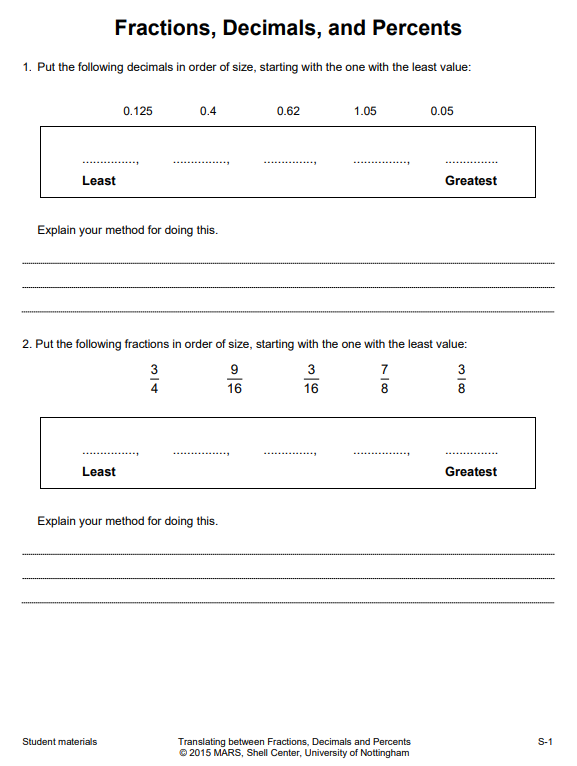 Fractions, Decimals, and Percents
1. Put the following decimals in order of size, starting with the one with the least value:
0.125 0.4 0.62 1.05 0.05
..............., ..............., ..............., ..............., ...............
Least Greatest
Explain your method for doing this.
2. Put the following fractions in order of size, starting with the one with the least value:
3/4 9/16 3/16 7/8 3/8
..............., ..............., ..............., ..............., ...............
Least Greatest
Explain your method for doing this.
Student materials Translating between Fractions, Decimals and Percents S-1
© 2015 MARS, Shell Center, University of Nottingham